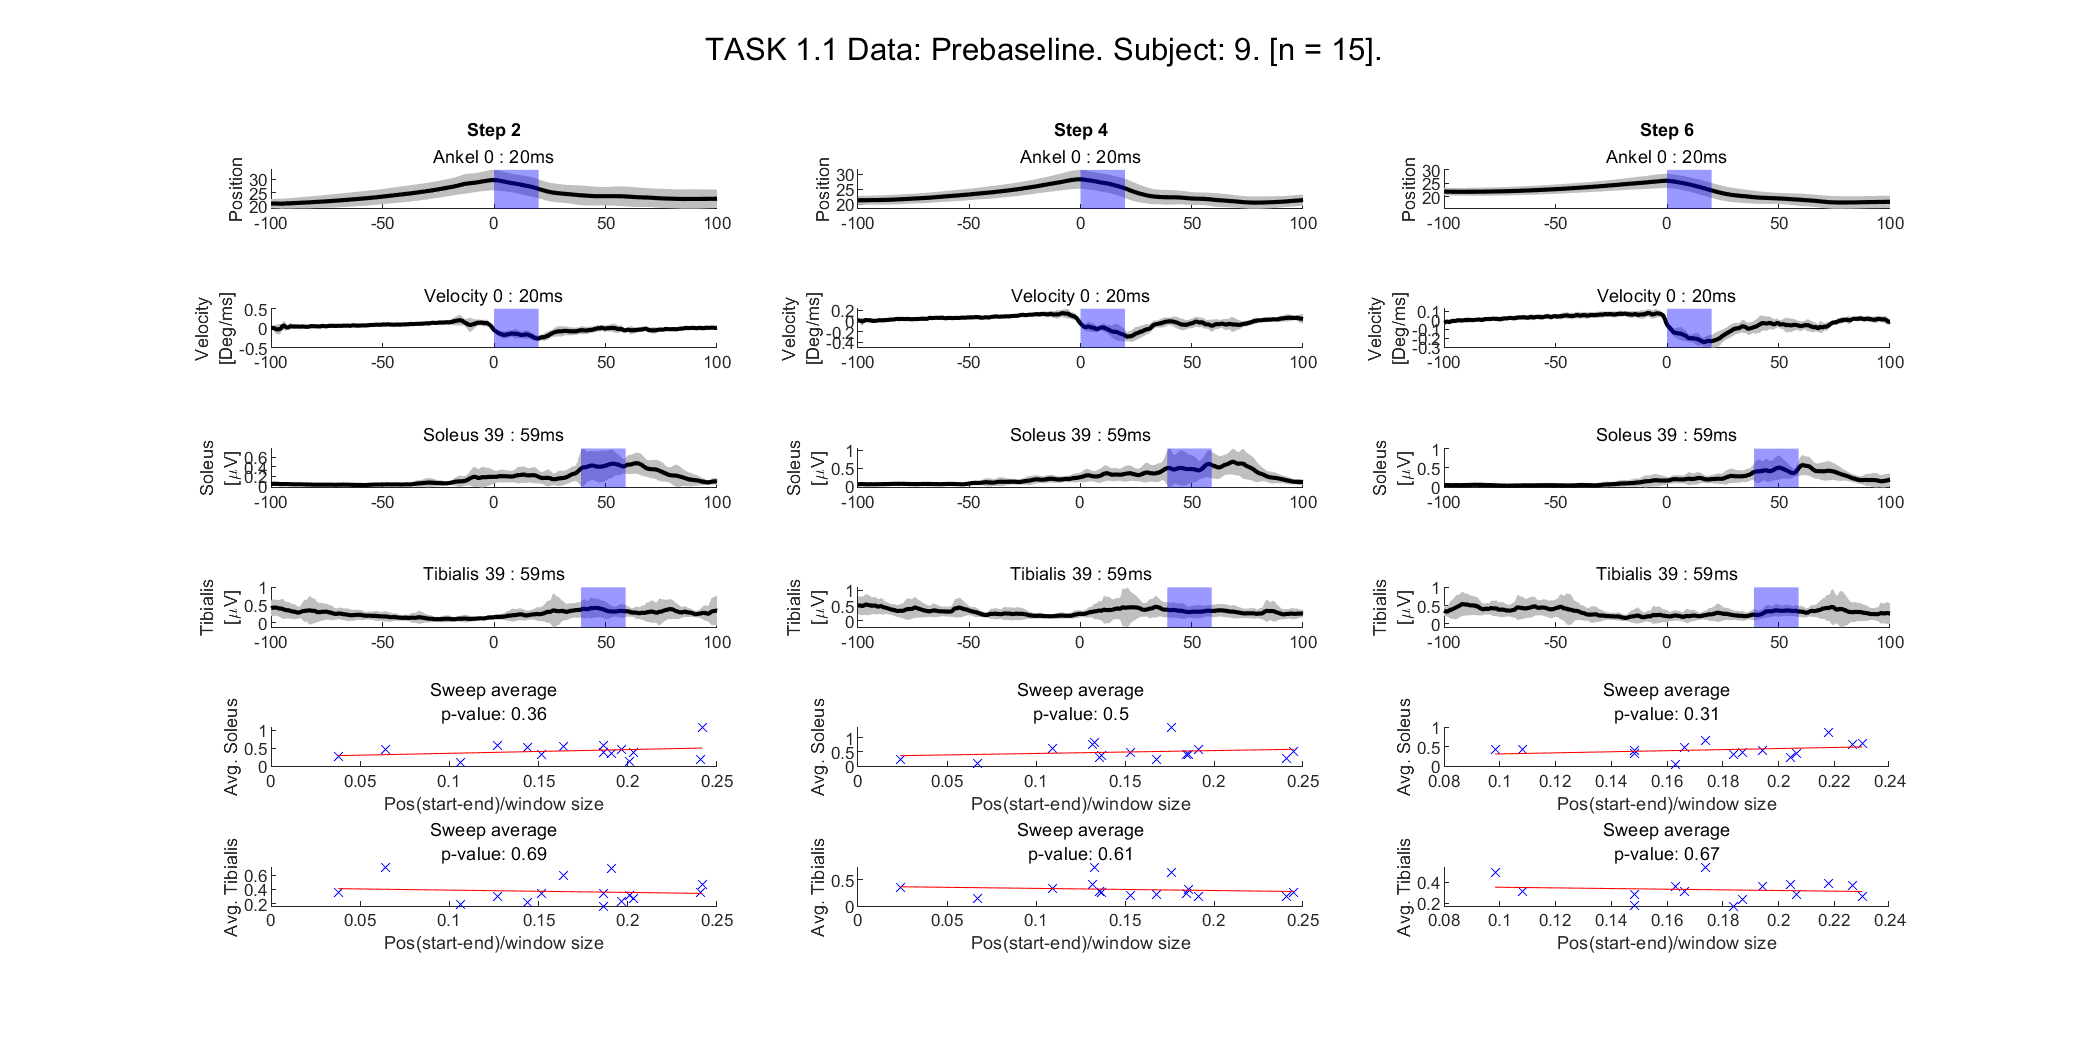 TASK 1.1 Data: Prebaseline. Subject: 9. [n = 15].
Step 2
Ankel 0 : 20ms
Position
30
25
20
-100 -50 0 50 100
Step 4
Ankel 0 : 20ms
Position
30
25
20
-100 -50 0 50 100
Step 6
Ankel 0 : 20ms
Position
30
25
20
-100 -50 0 50 100
Velocity 0 : 20ms
Velocity
[Deg/ms]
0.5
0
-0.5
-100 -50 0 50 100
Velocity 0 : 20ms
Velocity
[Deg/ms]
0.2
0
-0.2
-0.4
-100 -50 0 50 100
Velocity 0 : 20ms
Velocity
[Deg/ms]
0.1
0
-0.1
-0.2
-0.3
-100 -50 0 50 100
Soleus 39 : 59ms
Soleus
[μV]
0.6
0.4
0.2
0
-100 -50 0 50 100
Soleus 39 : 59ms
Soleus
[μV]
1
0.5
0
-100 -50 0 50 100
Soleus 39 : 59ms
Soleus
[μV]
1
0.5
0
-100 -50 0 50 100
Tibialis 39 : 59ms
Tibialis
[μV]
1
0.5
0
-100 -50 0 50 100
Tibialis 39 : 59ms
Tibialis
[μV]
1
0.5
0
-100 -50 0 50 100
Tibialis 39 : 59ms
Tibialis
[μV]
1
0.5
0
-100 -50 0 50 100
Sweep average
p-value: 0.36
Avg. Soleus
1
0.5
0
0 0.05 0.1 0.15 0.2 0.25
Pos(start-end)/window size
Sweep average
p-value: 0.5
Avg. Soleus
1
0.5
0
0 0.05 0.1 0.15 0.2 0.25
Pos(start-end)/window size
Sweep average
p-value: 0.31
Avg. Soleus
1
0.5
0
0.08 0.1 0.12 0.14 0.16 0.18 0.2 0.22 0.24
Pos(start-end)/window size
Sweep average
p-value: 0.69
Avg. Tibialis
0.6
0.4
0.2
0 0.05 0.1 0.15 0.2 0.25
Pos(start-end)/window size
Sweep average
p-value: 0.61
Avg. Tibialis
0.5
0
0 0.05 0.1 0.15 0.2 0.25
Pos(start-end)/window size
Sweep average
p-value: 0.67
Avg. Tibialis
0.4
0.2
0.08 0.1 0.12 0.14 0.16 0.18 0.2 0.22 0.24
Pos(start-end)/window size